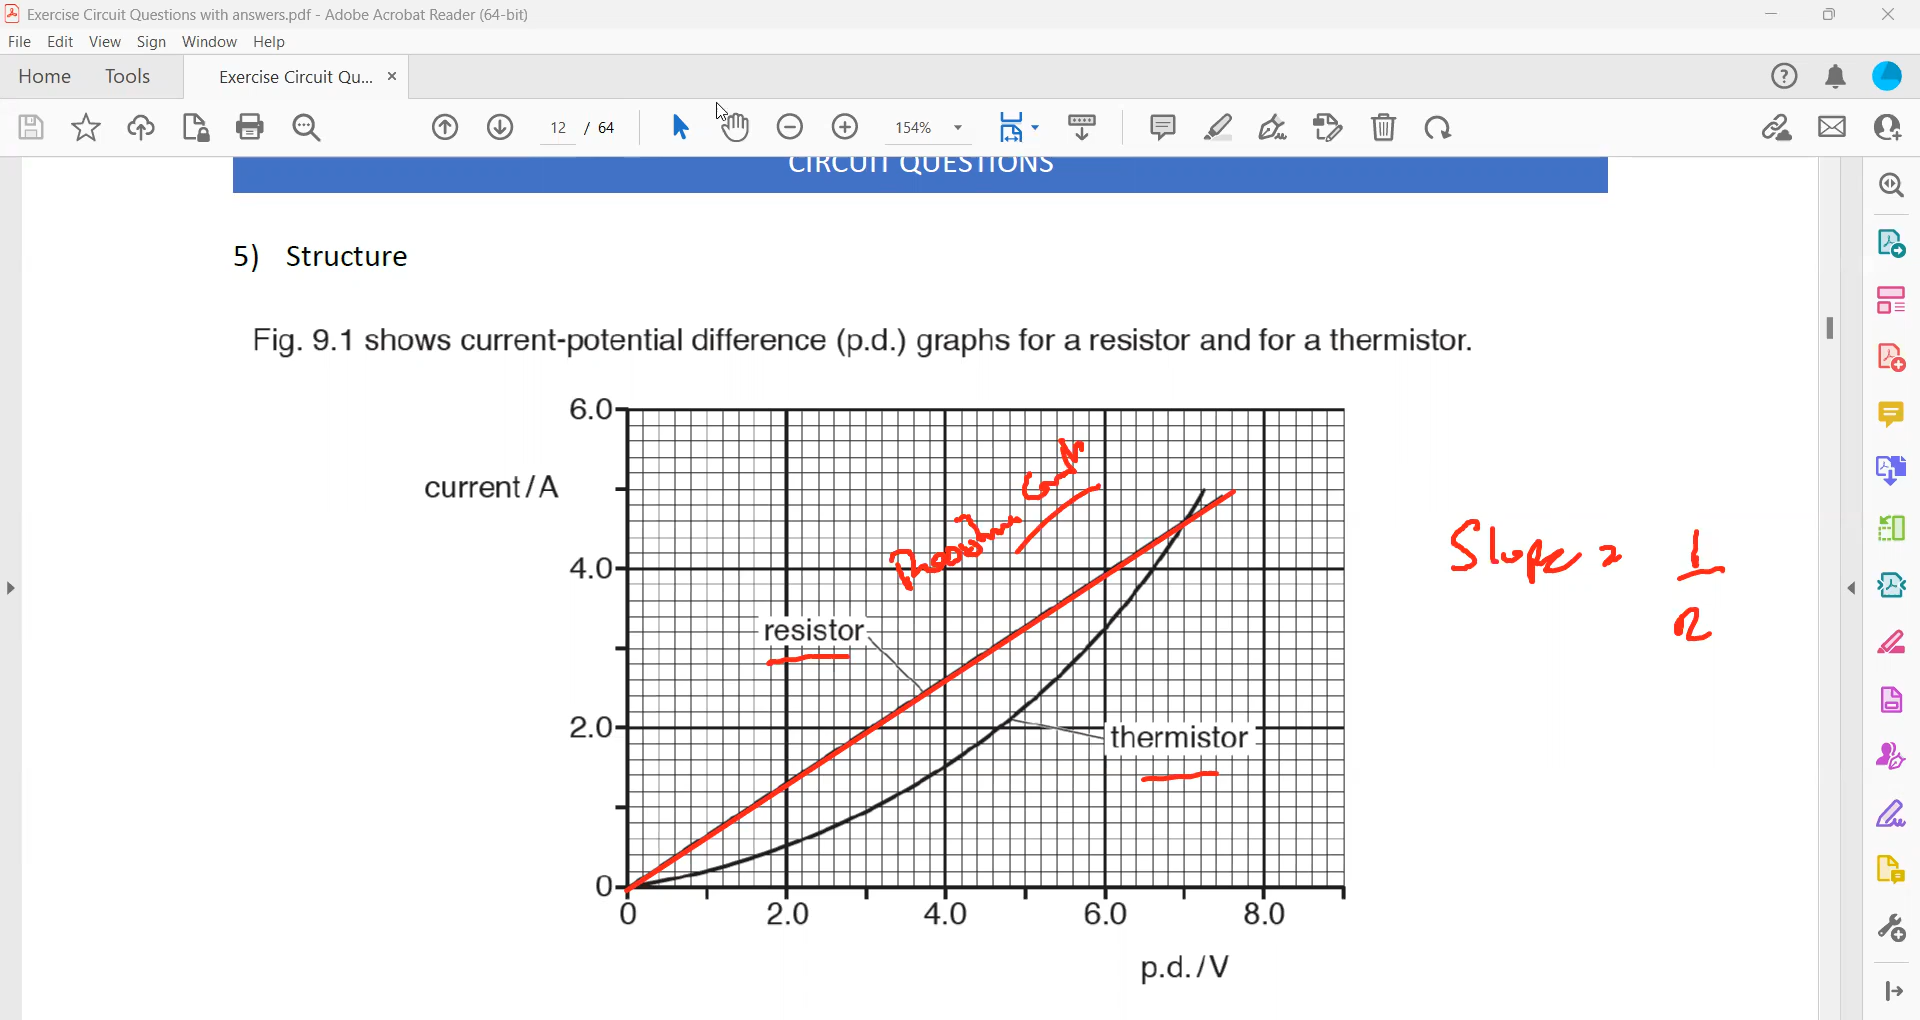 Exercise Circuit Questions with answers.pdf - Adobe Acrobat Reader (64-bit)
File Edit View Sign Window Help
Home Tools Exercise Circuit Qu... ×
12 / 64 154%
CIRCUIT QUESTIONS
5) Structure
Fig. 9.1 shows current-potential difference (p.d.) graphs for a resistor and for a thermistor.
6.0
current / A
4.0
resistor
2.0
thermistor
0
0 2.0 4.0 6.0 8.0
p.d. / V
Slope = 1
R